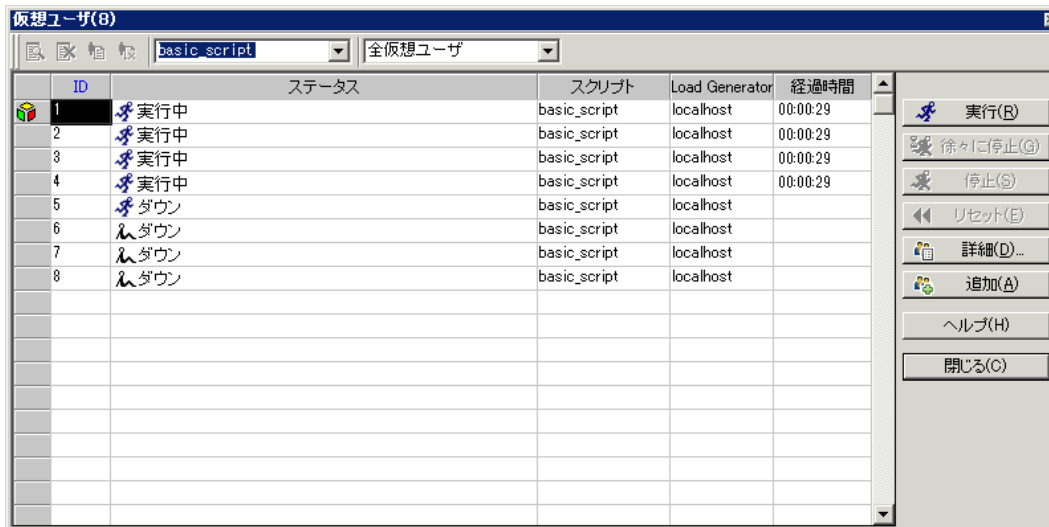 仮想ユーザ(8)
basic_script 全仮想ユーザ
ID ステータス スクリプト Load Generator 経過時間
1 実行中 basic_script localhost 00:00:29
2 実行中 basic_script localhost 00:00:29
3 実行中 basic_script localhost 00:00:29
4 実行中 basic_script localhost 00:00:29
5 ダウン basic_script localhost
6 ダウン basic_script localhost
7 ダウン basic_script localhost
8 ダウン basic_script localhost
実行(R)
徐々に停止(G)
停止(S)
リセット(E)
詳細(D)...
追加(A)
ヘルプ(H)
閉じる(C)